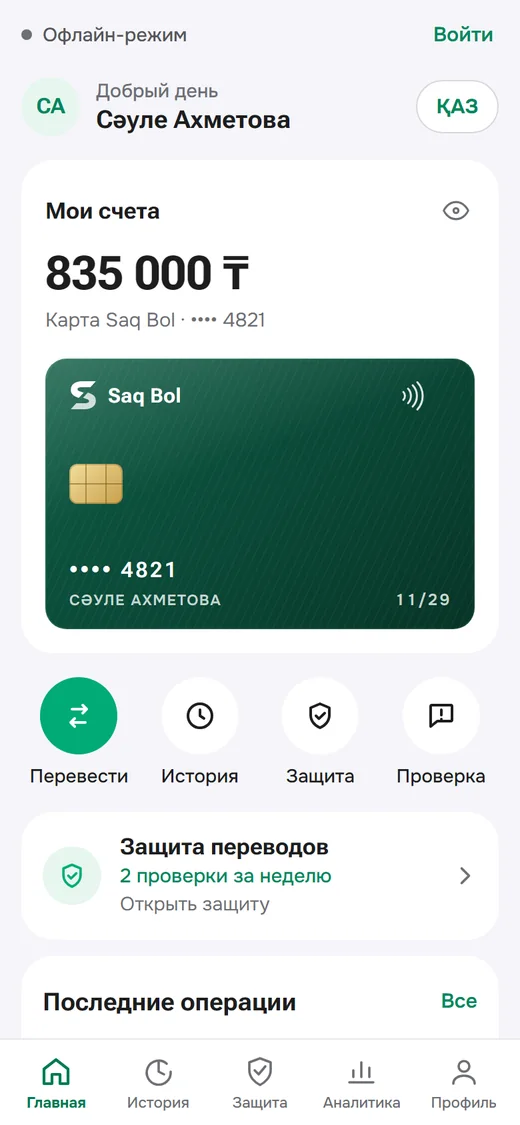 Офлайн-режим
Войти
СА
Добрый день
Сәуле Ахметова
ҚАЗ
Мои счета
835 000 ₸
Карта Saq Bol · •••• 4821
Saq Bol
•••• 4821
СӘУЛЕ АХМЕТОВА
11/29
Перевести
История
Защита
Проверка
Защита переводов
2 проверки за неделю
Открыть защиту
Последние операции
Все
Главная
История
Защита
Аналитика
Профиль